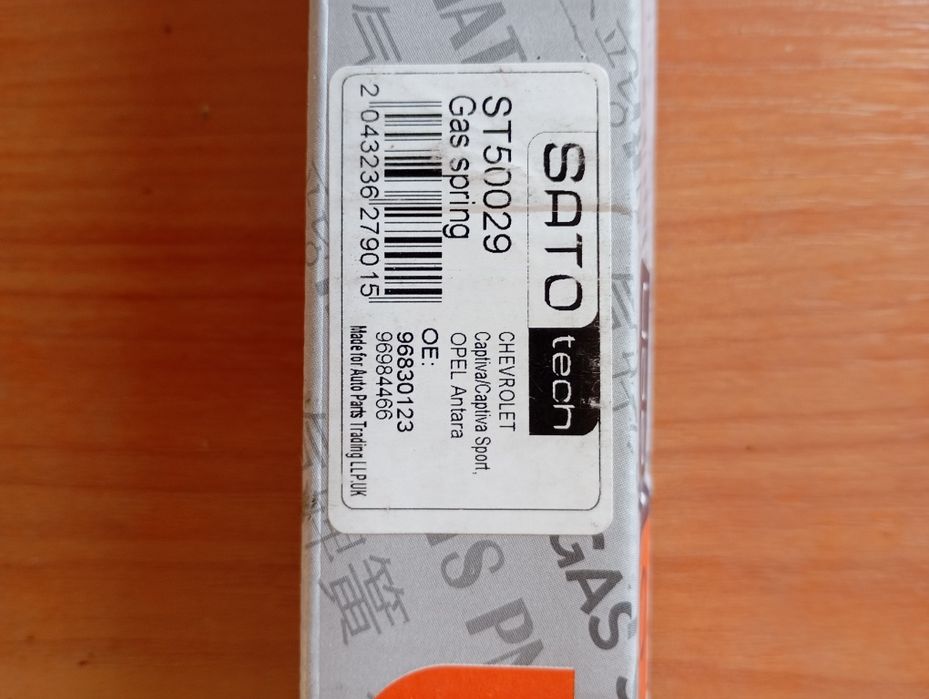 SATO tech
ST50029
Gas spring
2 043236 279015
CHEVROLET
Captiva/Captiva Sport,
OPEL Antara
OE:
96830123
96984466
Made for Auto Parts Trading LLP.UK
GAS